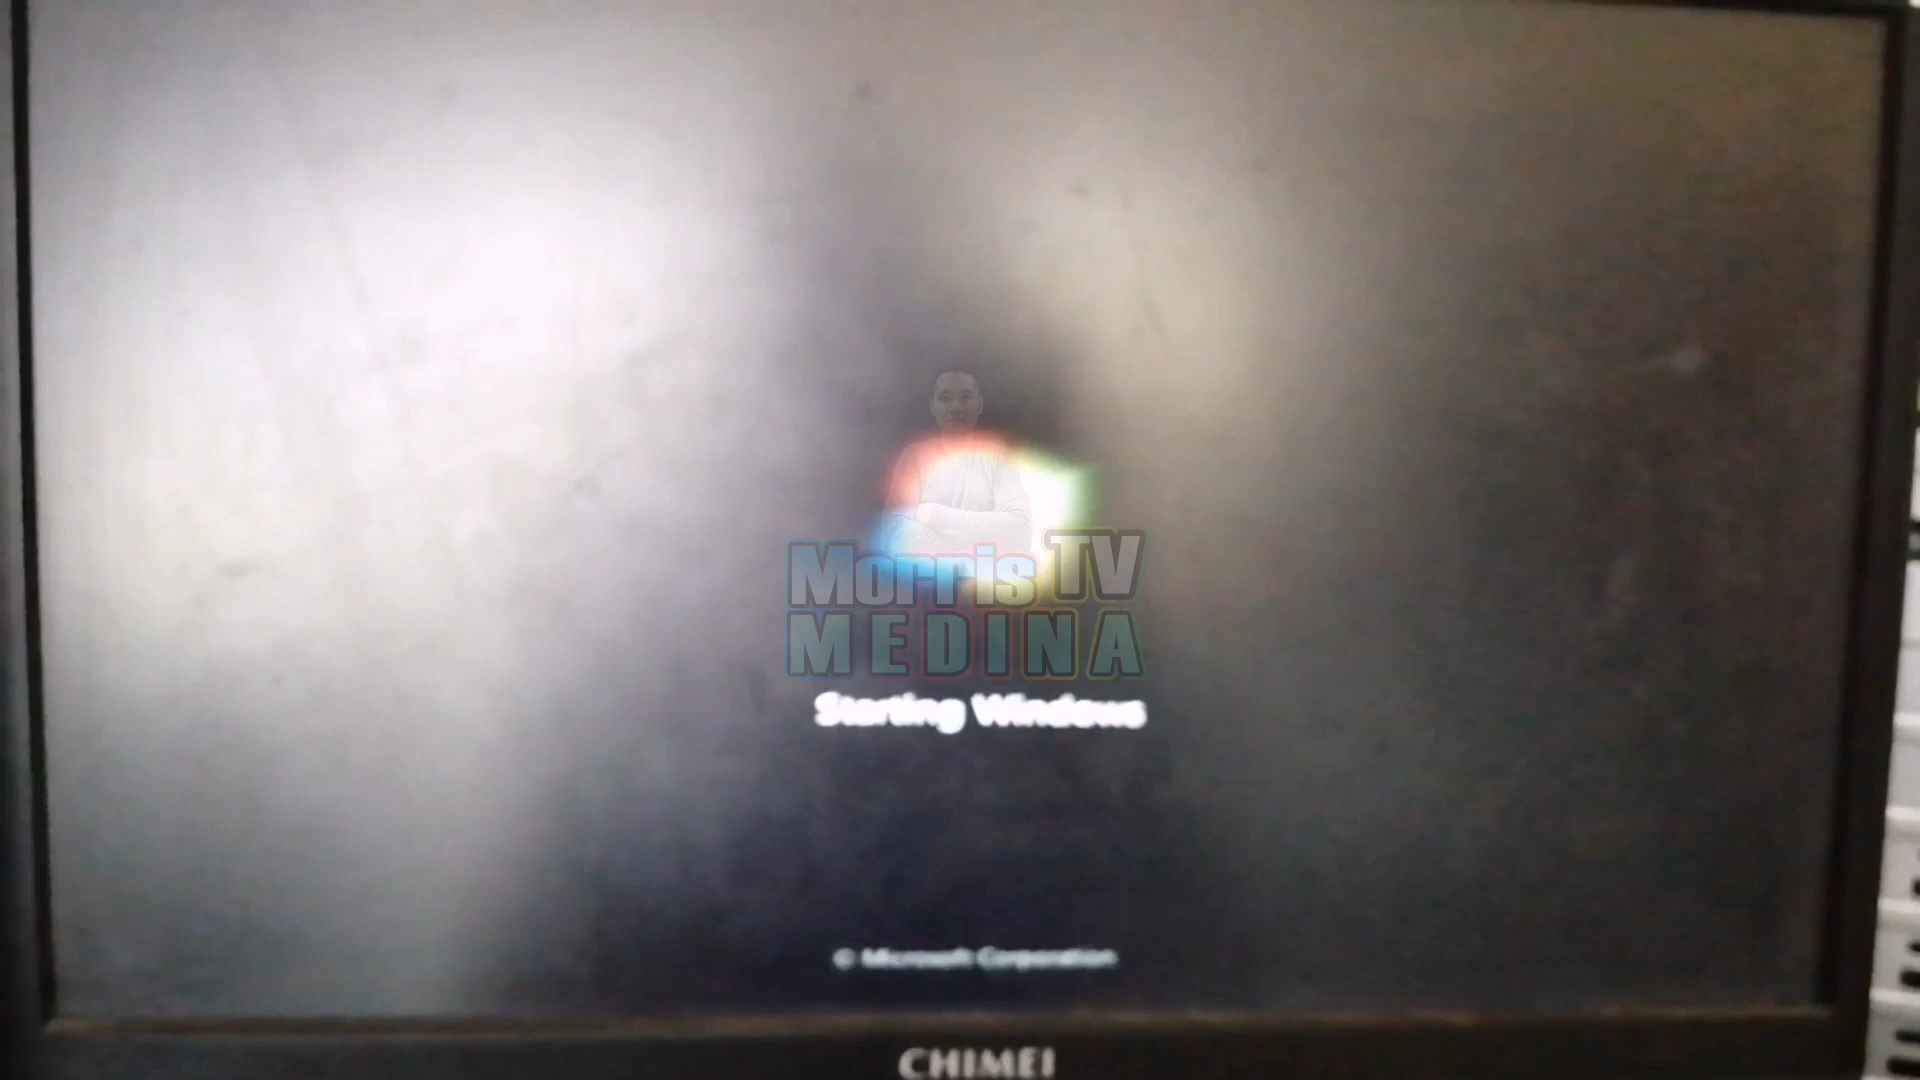 Morris TV
MEDINA
Starting Windows
© Microsoft Corporation
CHIMEI